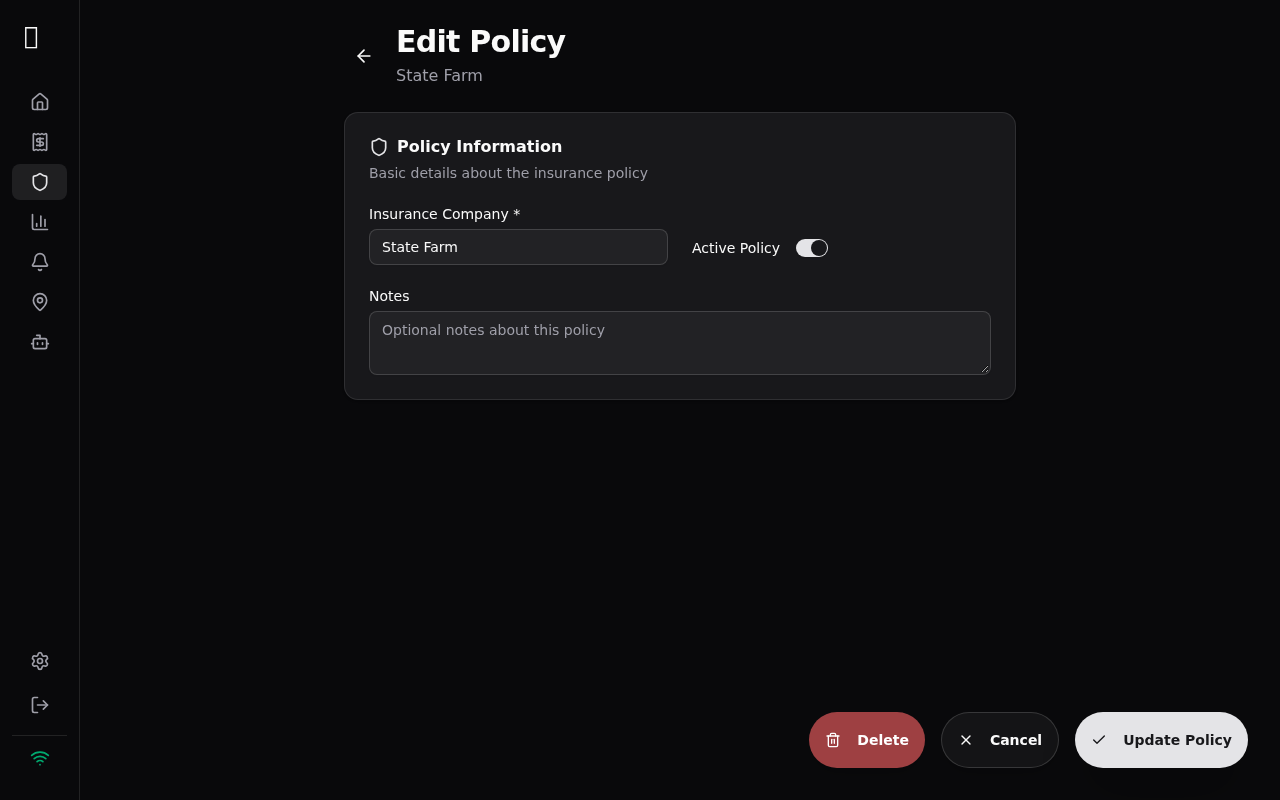 Edit Policy
State Farm
Policy Information
Basic details about the insurance policy
Insurance Company *
State Farm
Active Policy
Notes
Optional notes about this policy
Delete
Cancel
Update Policy